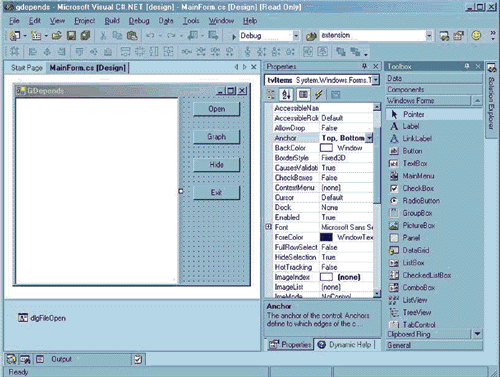 gdepends - Microsoft Visual C# .NET [design] - MainForm.cs [Design] [Read Only]
File Edit View Project Build Debug Data Tools Window Help
Debug extension
Start Page MainForm.cs [Design]
GDepends
Open
Graph
Hide
Exit
dlgFileOpen
Output
Properties
tvItems System.Windows.Forms.T
AccessibleNam
AccessibleRol Default
AllowDrop False
Anchor Top, Bottom
BackColor Window
BorderStyle Fixed3D
CausesValidati True
CheckBoxes False
ContextMenu (none)
Cursor Default
Dock None
Enabled True
Font Microsoft Sans Se
ForeColor WindowTex
FullRowSelect False
HideSelection True
HotTracking False
ImageIndex (none)
ImageList (none)
ImeMode NoControl
Anchor
The anchor of the control. Anchors
define to which edges of the c...
Properties Dynamic Help
Toolbox
Data
Components
Windows Forms
Pointer
Label
LinkLabel
Button
TextBox
MainMenu
CheckBox
RadioButton
GroupBox
PictureBox
Panel
DataGrid
ListBox
CheckedListBox
ComboBox
ListView
TreeView
TabControl
Clipboard Ring
General
Solution Explorer